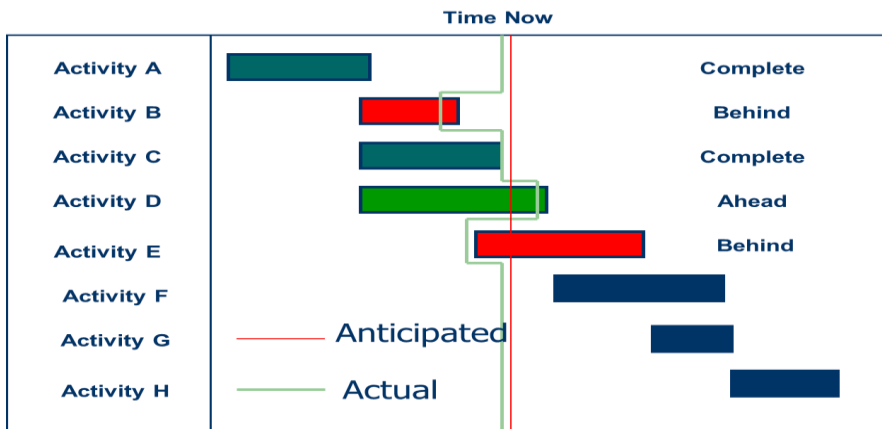 Time Now
Activity A Complete
Activity B Behind
Activity C Complete
Activity D Ahead
Activity E Behind
Activity F
Activity G Anticipated
Activity H Actual